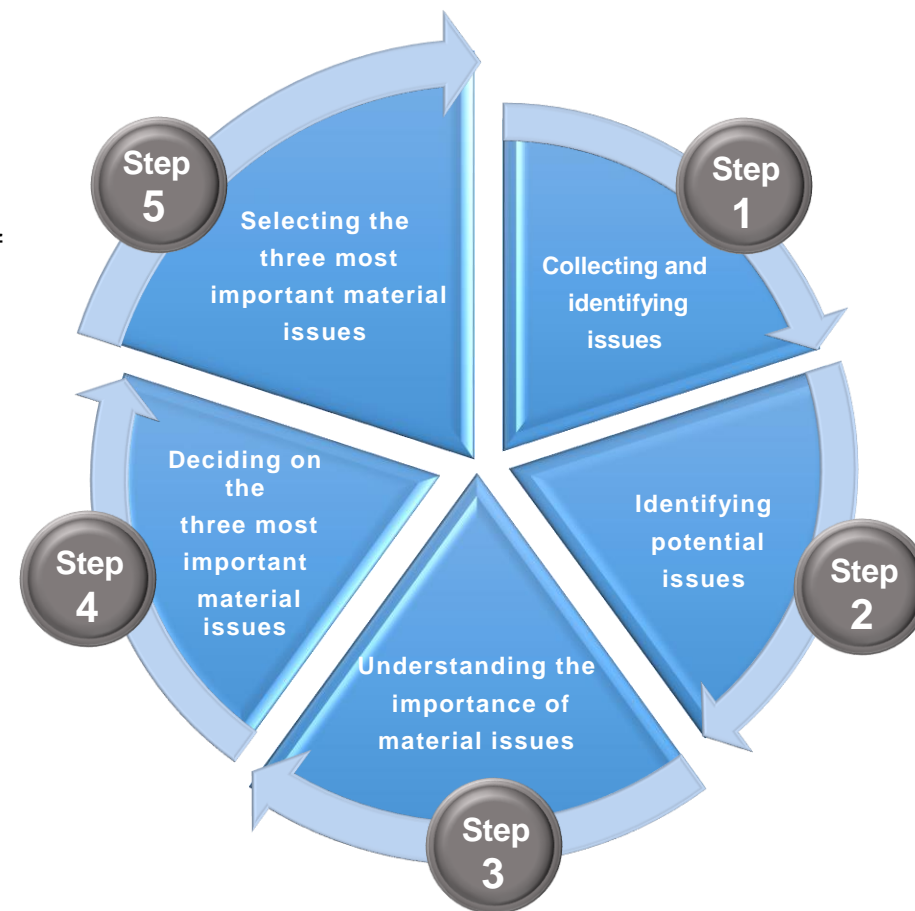 Step
1
Collecting and
identifying
issues
Step
2
Identifying
potential
issues
Step
3
Understanding the
importance of
material issues
Step
4
Deciding on
the
three most
important
material
issues
Step
5
Selecting the
three most
important material
issues